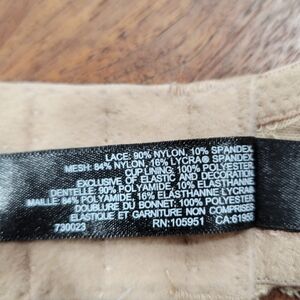 LACE: 90% NYLON, 10% SPANDEX
MESH: 84% NYLON, 16% LYCRA® SPANDEX
CUP LINING: 100% POLYESTER
EXCLUSIVE OF ELASTIC AND DECORATION
DENTELLE: 90% POLYAMIDE, 10% ELASTHANNE
MAILLE: 84% POLYAMIDE, 16% ELASTHANNE LYCRA®
DOUBLURE DU BONNET: 100% POLYESTER
ELASTIQUE ET GARNITURE NON COMPRISES
730023 RN: 105951